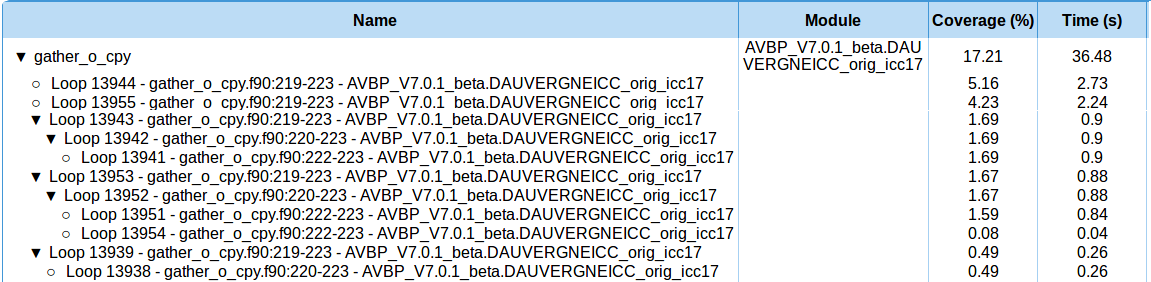 Name Module Coverage (%) Time (s)
▼ gather_o_cpy AVBP_V7.0.1_beta.DAU
VERGNEICC_orig_icc17 17.21 36.48
○ Loop 13944 - gather_o_cpy.f90:219-223 - AVBP_V7.0.1_beta.DAUVERGNEICC_orig_icc17 5.16 2.73
○ Loop 13955 - gather_o_cpy.f90:219-223 - AVBP_V7.0.1_beta.DAUVERGNEICC_orig_icc17 4.23 2.24
▼ Loop 13943 - gather_o_cpy.f90:219-223 - AVBP_V7.0.1_beta.DAUVERGNEICC_orig_icc17 1.69 0.9
▼ Loop 13942 - gather_o_cpy.f90:220-223 - AVBP_V7.0.1_beta.DAUVERGNEICC_orig_icc17 1.69 0.9
○ Loop 13941 - gather_o_cpy.f90:222-223 - AVBP_V7.0.1_beta.DAUVERGNEICC_orig_icc17 1.69 0.9
▼ Loop 13953 - gather_o_cpy.f90:219-223 - AVBP_V7.0.1_beta.DAUVERGNEICC_orig_icc17 1.67 0.88
▼ Loop 13952 - gather_o_cpy.f90:220-223 - AVBP_V7.0.1_beta.DAUVERGNEICC_orig_icc17 1.67 0.88
○ Loop 13951 - gather_o_cpy.f90:222-223 - AVBP_V7.0.1_beta.DAUVERGNEICC_orig_icc17 1.59 0.84
○ Loop 13954 - gather_o_cpy.f90:222-223 - AVBP_V7.0.1_beta.DAUVERGNEICC_orig_icc17 0.08 0.04
▼ Loop 13939 - gather_o_cpy.f90:219-223 - AVBP_V7.0.1_beta.DAUVERGNEICC_orig_icc17 0.49 0.26
○ Loop 13938 - gather_o_cpy.f90:220-223 - AVBP_V7.0.1_beta.DAUVERGNEICC_orig_icc17 0.49 0.26